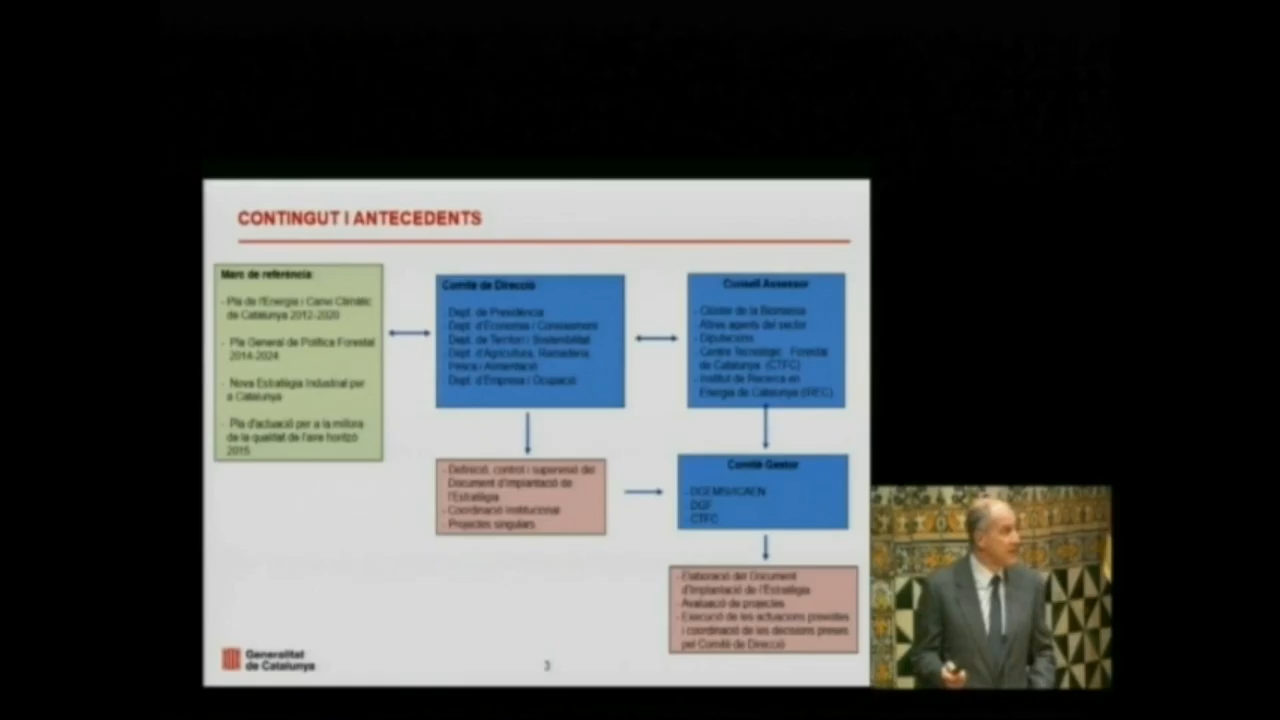 CONTINGUT I ANTECEDENTS
Marc de referència:
- Pla de l'Energia i Canvi Climàtic
de Catalunya 2012-2020
- Pla General de Política Forestal
2014-2024
- Nova Estratègia Industrial per
a Catalunya
- Pla d'actuació per a la millora
de la qualitat de l'aire horitzó
2015
Comitè de Direcció
- Dept. de Presidència
- Dept. d'Economia i Coneixement
- Dept. de Territori i Sostenibilitat
- Dept. d'Agricultura, Ramaderia,
Pesca i Alimentació
- Dept. d'Empresa i Ocupació
Consell Assessor
- Clúster de la Biomassa
- Altres agents del sector
- Diputacions
- Centre Tecnològic Forestal
de Catalunya (CTFC)
- Institut de Recerca en
Energia de Catalunya (IREC)
- Definició, control i supervisió del
Document d'implantació de
l'Estratègia
- Coordinació institucional
- Projectes singulars
Comitè Gestor
- DGEMSI/ICAEN
- DGF
- CTFC
- Elaboració del Document
d'Implantació de l'Estratègia
- Avaluació de projectes
- Execució de les actuacions previstes
i coordinació de les decisions preses
pel Comitè de Direcció
Generalitat
de Catalunya
3